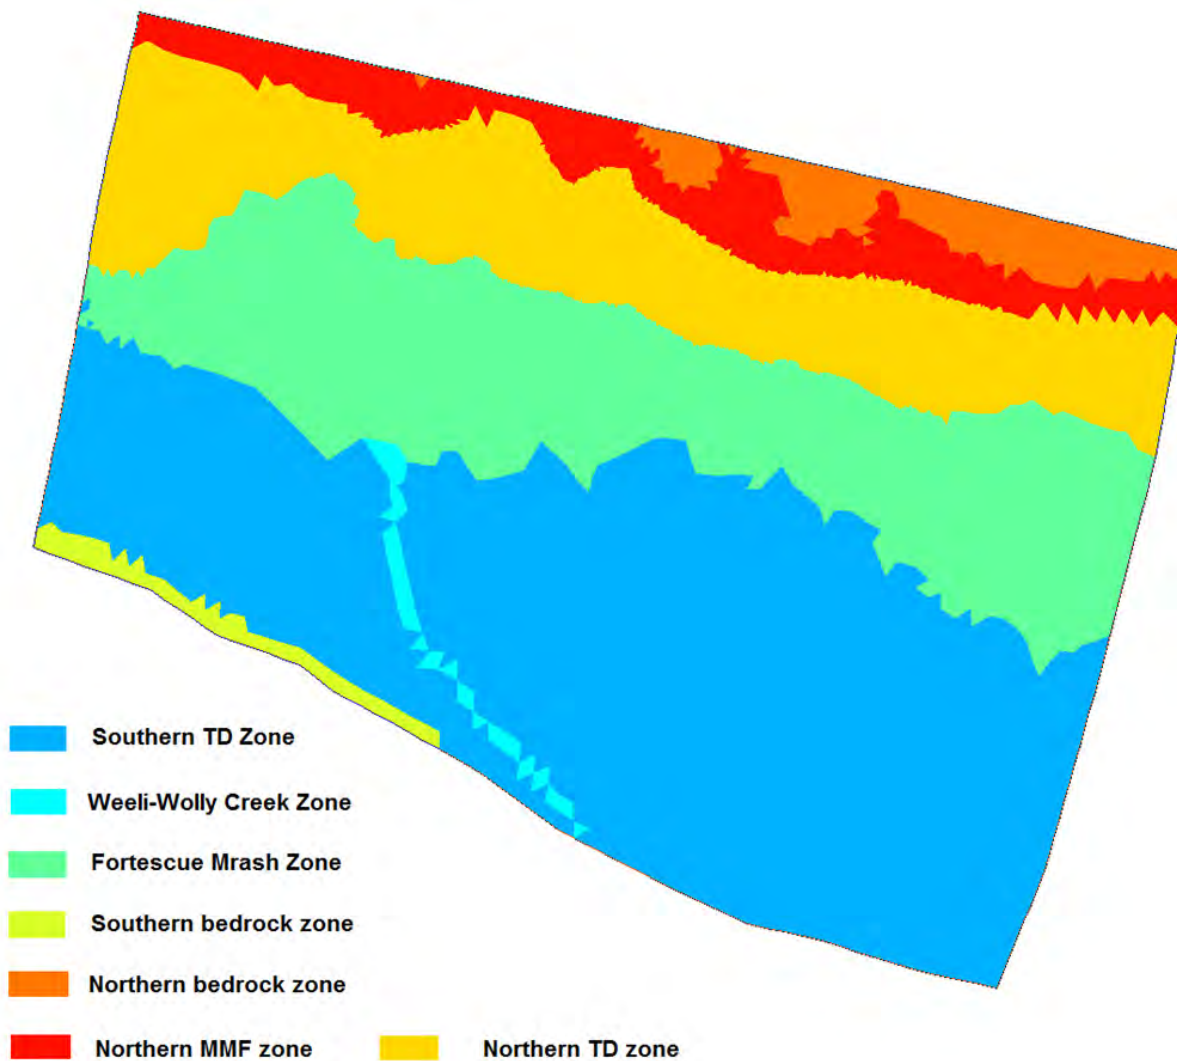 Southern TD Zone
Weeli-Wolly Creek Zone
Fortescue Mrash Zone
Southern bedrock zone
Northern bedrock zone
Northern MMF zone
Northern TD zone